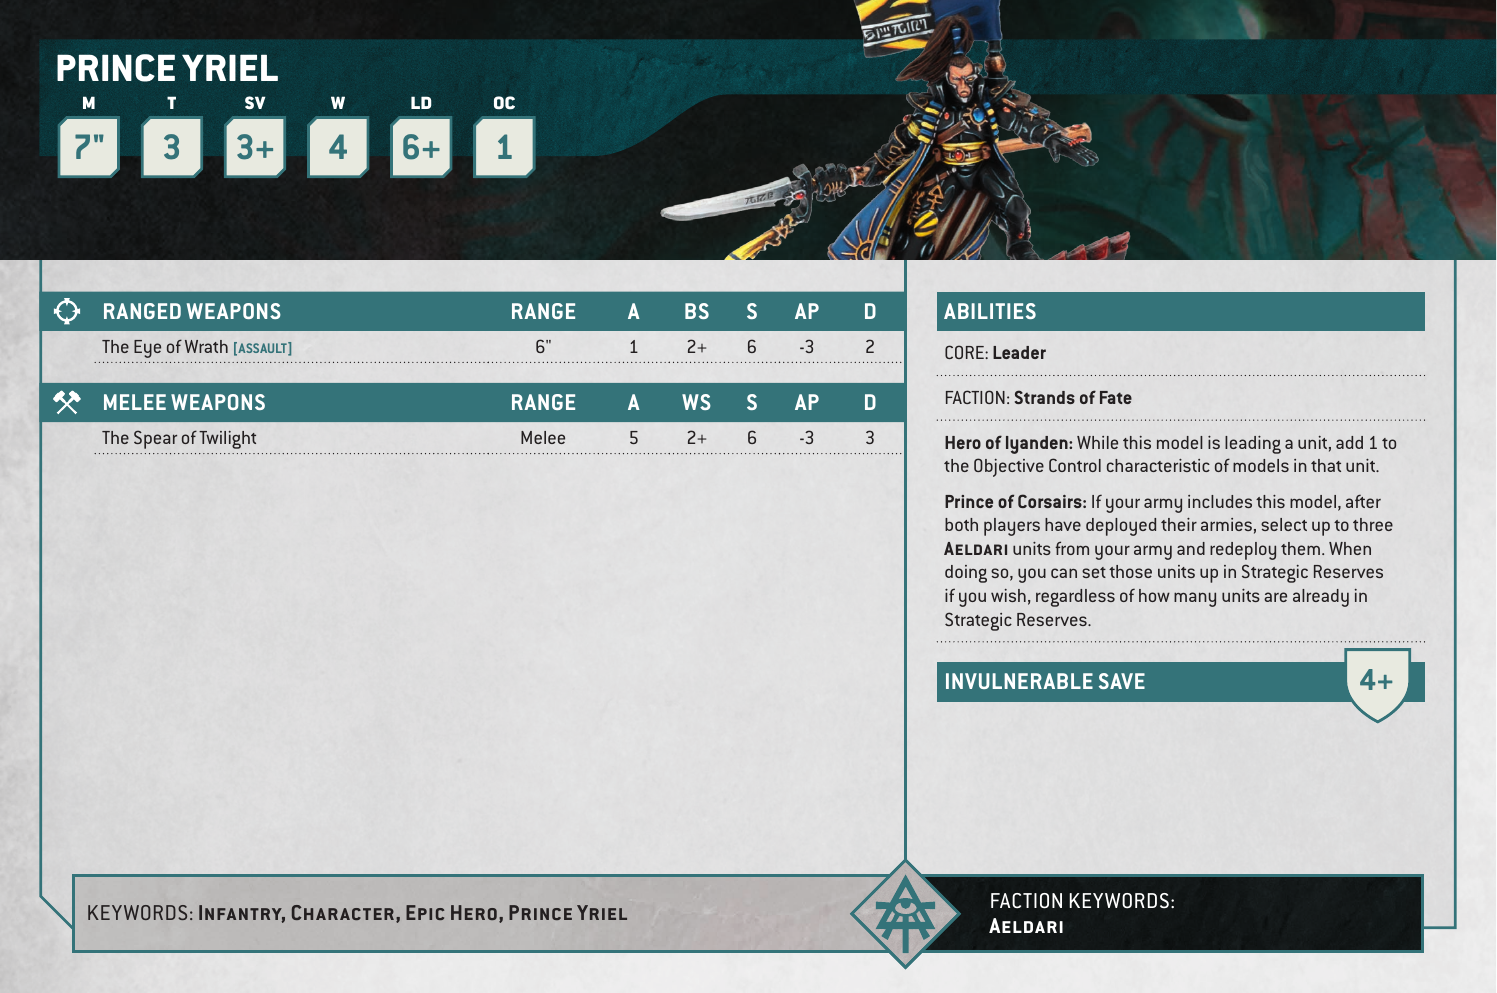 PRINCE YRIEL
M T SV W LD OC
7" 3 3+ 4 6+ 1
RANGED WEAPONS RANGE A BS S AP D
The Eye of Wrath [ASSAULT] 6" 1 2+ 6 -3 2
MELEE WEAPONS RANGE A WS S AP D
The Spear of Twilight Melee 5 2+ 6 -3 3
ABILITIES
CORE: Leader
FACTION: Strands of Fate
Hero of Iyanden: While this model is leading a unit, add 1 to
the Objective Control characteristic of models in that unit.
Prince of Corsairs: If your army includes this model, after
both players have deployed their armies, select up to three
AELDARI units from your army and redeploy them. When
doing so, you can set those units up in Strategic Reserves
if you wish, regardless of how many units are already in
Strategic Reserves.
INVULNERABLE SAVE 4+
KEYWORDS: INFANTRY, CHARACTER, EPIC HERO, PRINCE YRIEL
FACTION KEYWORDS:
AELDARI